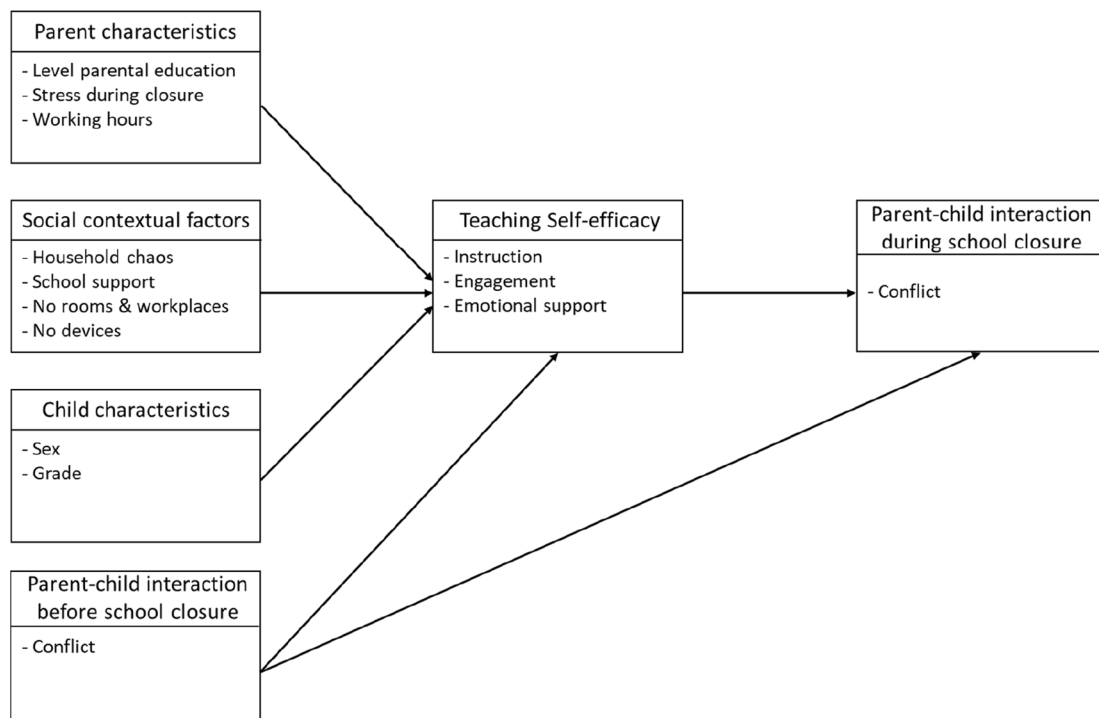 Parent characteristics
- Level parental education
- Stress during closure
- Working hours
Social contextual factors
- Household chaos
- School support
- No rooms & workplaces
- No devices
Child characteristics
- Sex
- Grade
Parent-child interaction
before school closure
- Conflict
Teaching Self-efficacy
- Instruction
- Engagement
- Emotional support
Parent-child interaction
during school closure
- Conflict